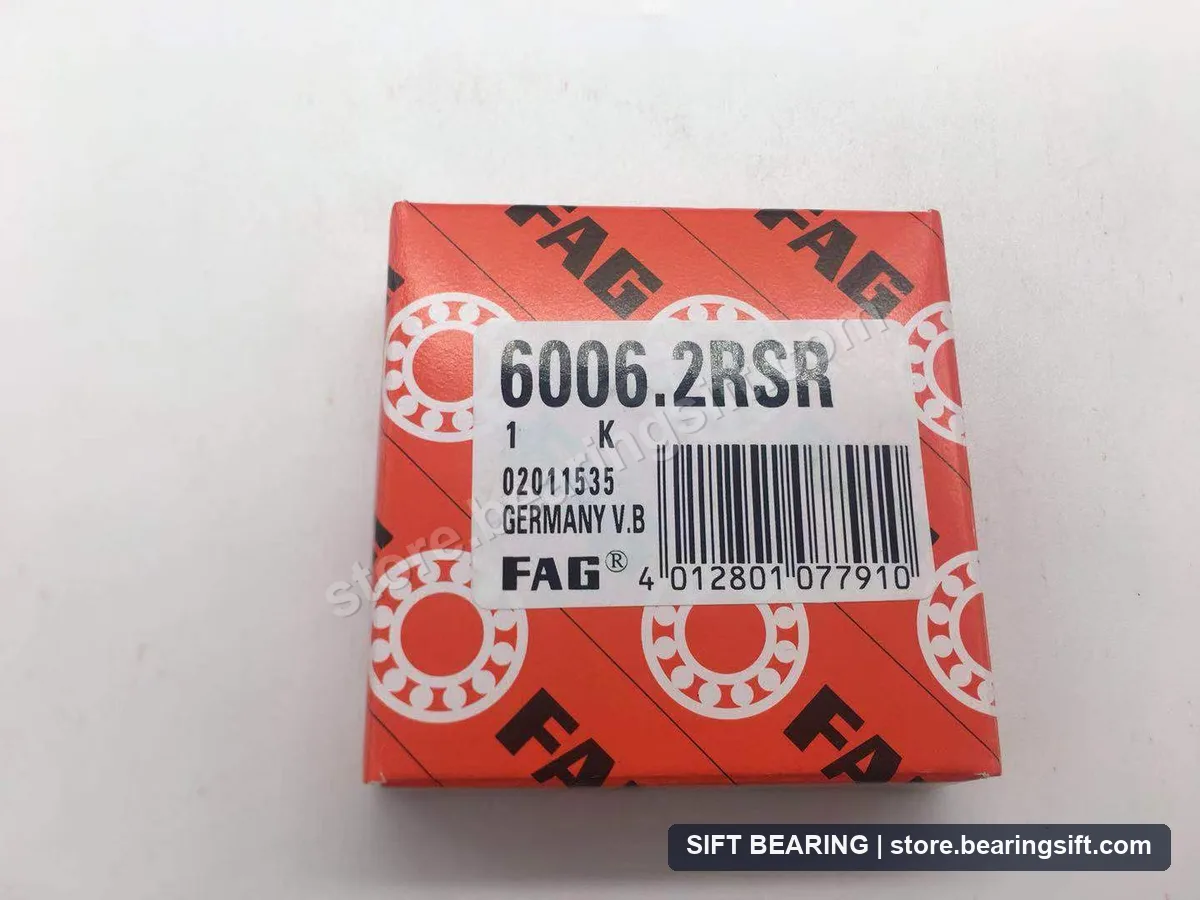 FAG
FAG
6006.2RSR
1 K
02011535
GERMANY V.B
FAG®
4 012801 077910
FAG
FAG
store.bearingsift.com
SIFT BEARING | store.bearingsift.com